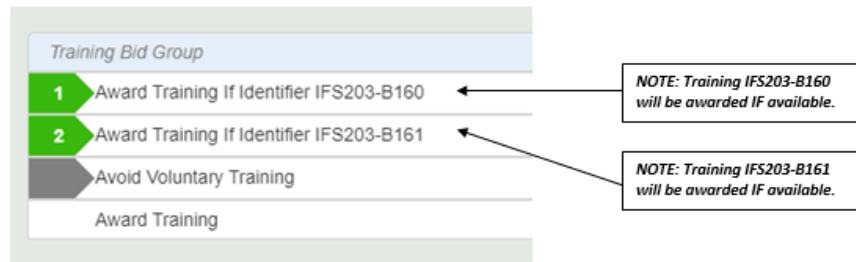 Training Bid Group
1 Award Training If Identifier IFS203-B160
2 Award Training If Identifier IFS203-B161
Avoid Voluntary Training
Award Training
NOTE: Training IFS203-B160
will be awarded IF available.
NOTE: Training IFS203-B161
will be awarded IF available.